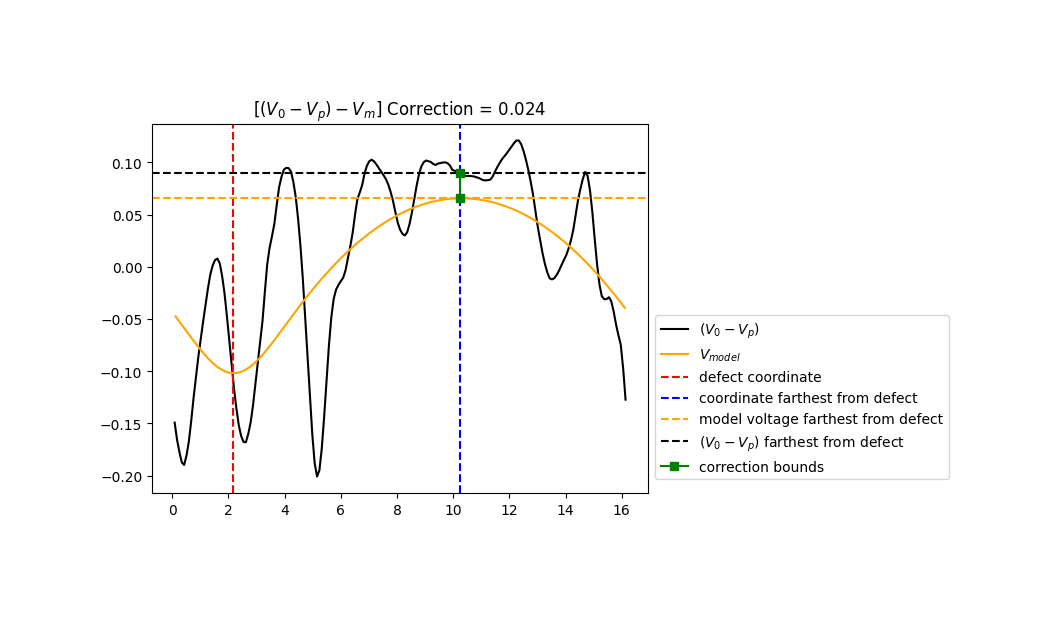 [(V₀ − Vₚ) − Vₘ] Correction = 0.024
0.10
0.05
0.00
−0.05
−0.10
−0.15
−0.20
0 2 4 6 8 10 12 14 16
(V₀ − Vₚ)
V_model
defect coordinate
coordinate farthest from defect
model voltage farthest from defect
(V₀ − Vₚ) farthest from defect
correction bounds